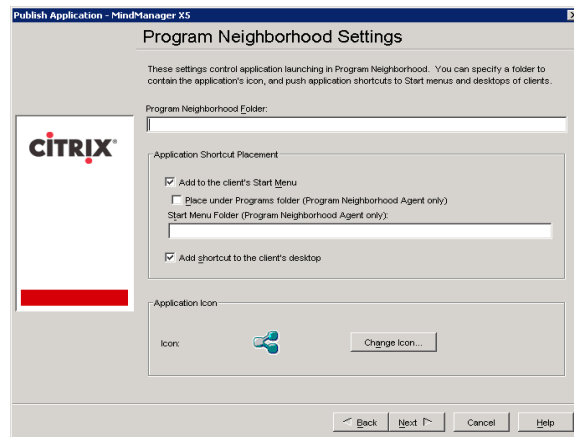 Publish Application - MindManager X5
Program Neighborhood Settings
These settings control application launching in Program Neighborhood. You can specify a folder to
contain the application's icon, and push application shortcuts to Start menus and desktops of clients.
Program Neighborhood Folder:
CITRIX®
Application Shortcut Placement
Add to the client's Start Menu
Place under Programs folder (Program Neighborhood Agent only)
Start Menu Folder (Program Neighborhood Agent only):
Add shortcut to the client's desktop
Application Icon
Icon:
Change Icon...
Back
Next
Cancel
Help